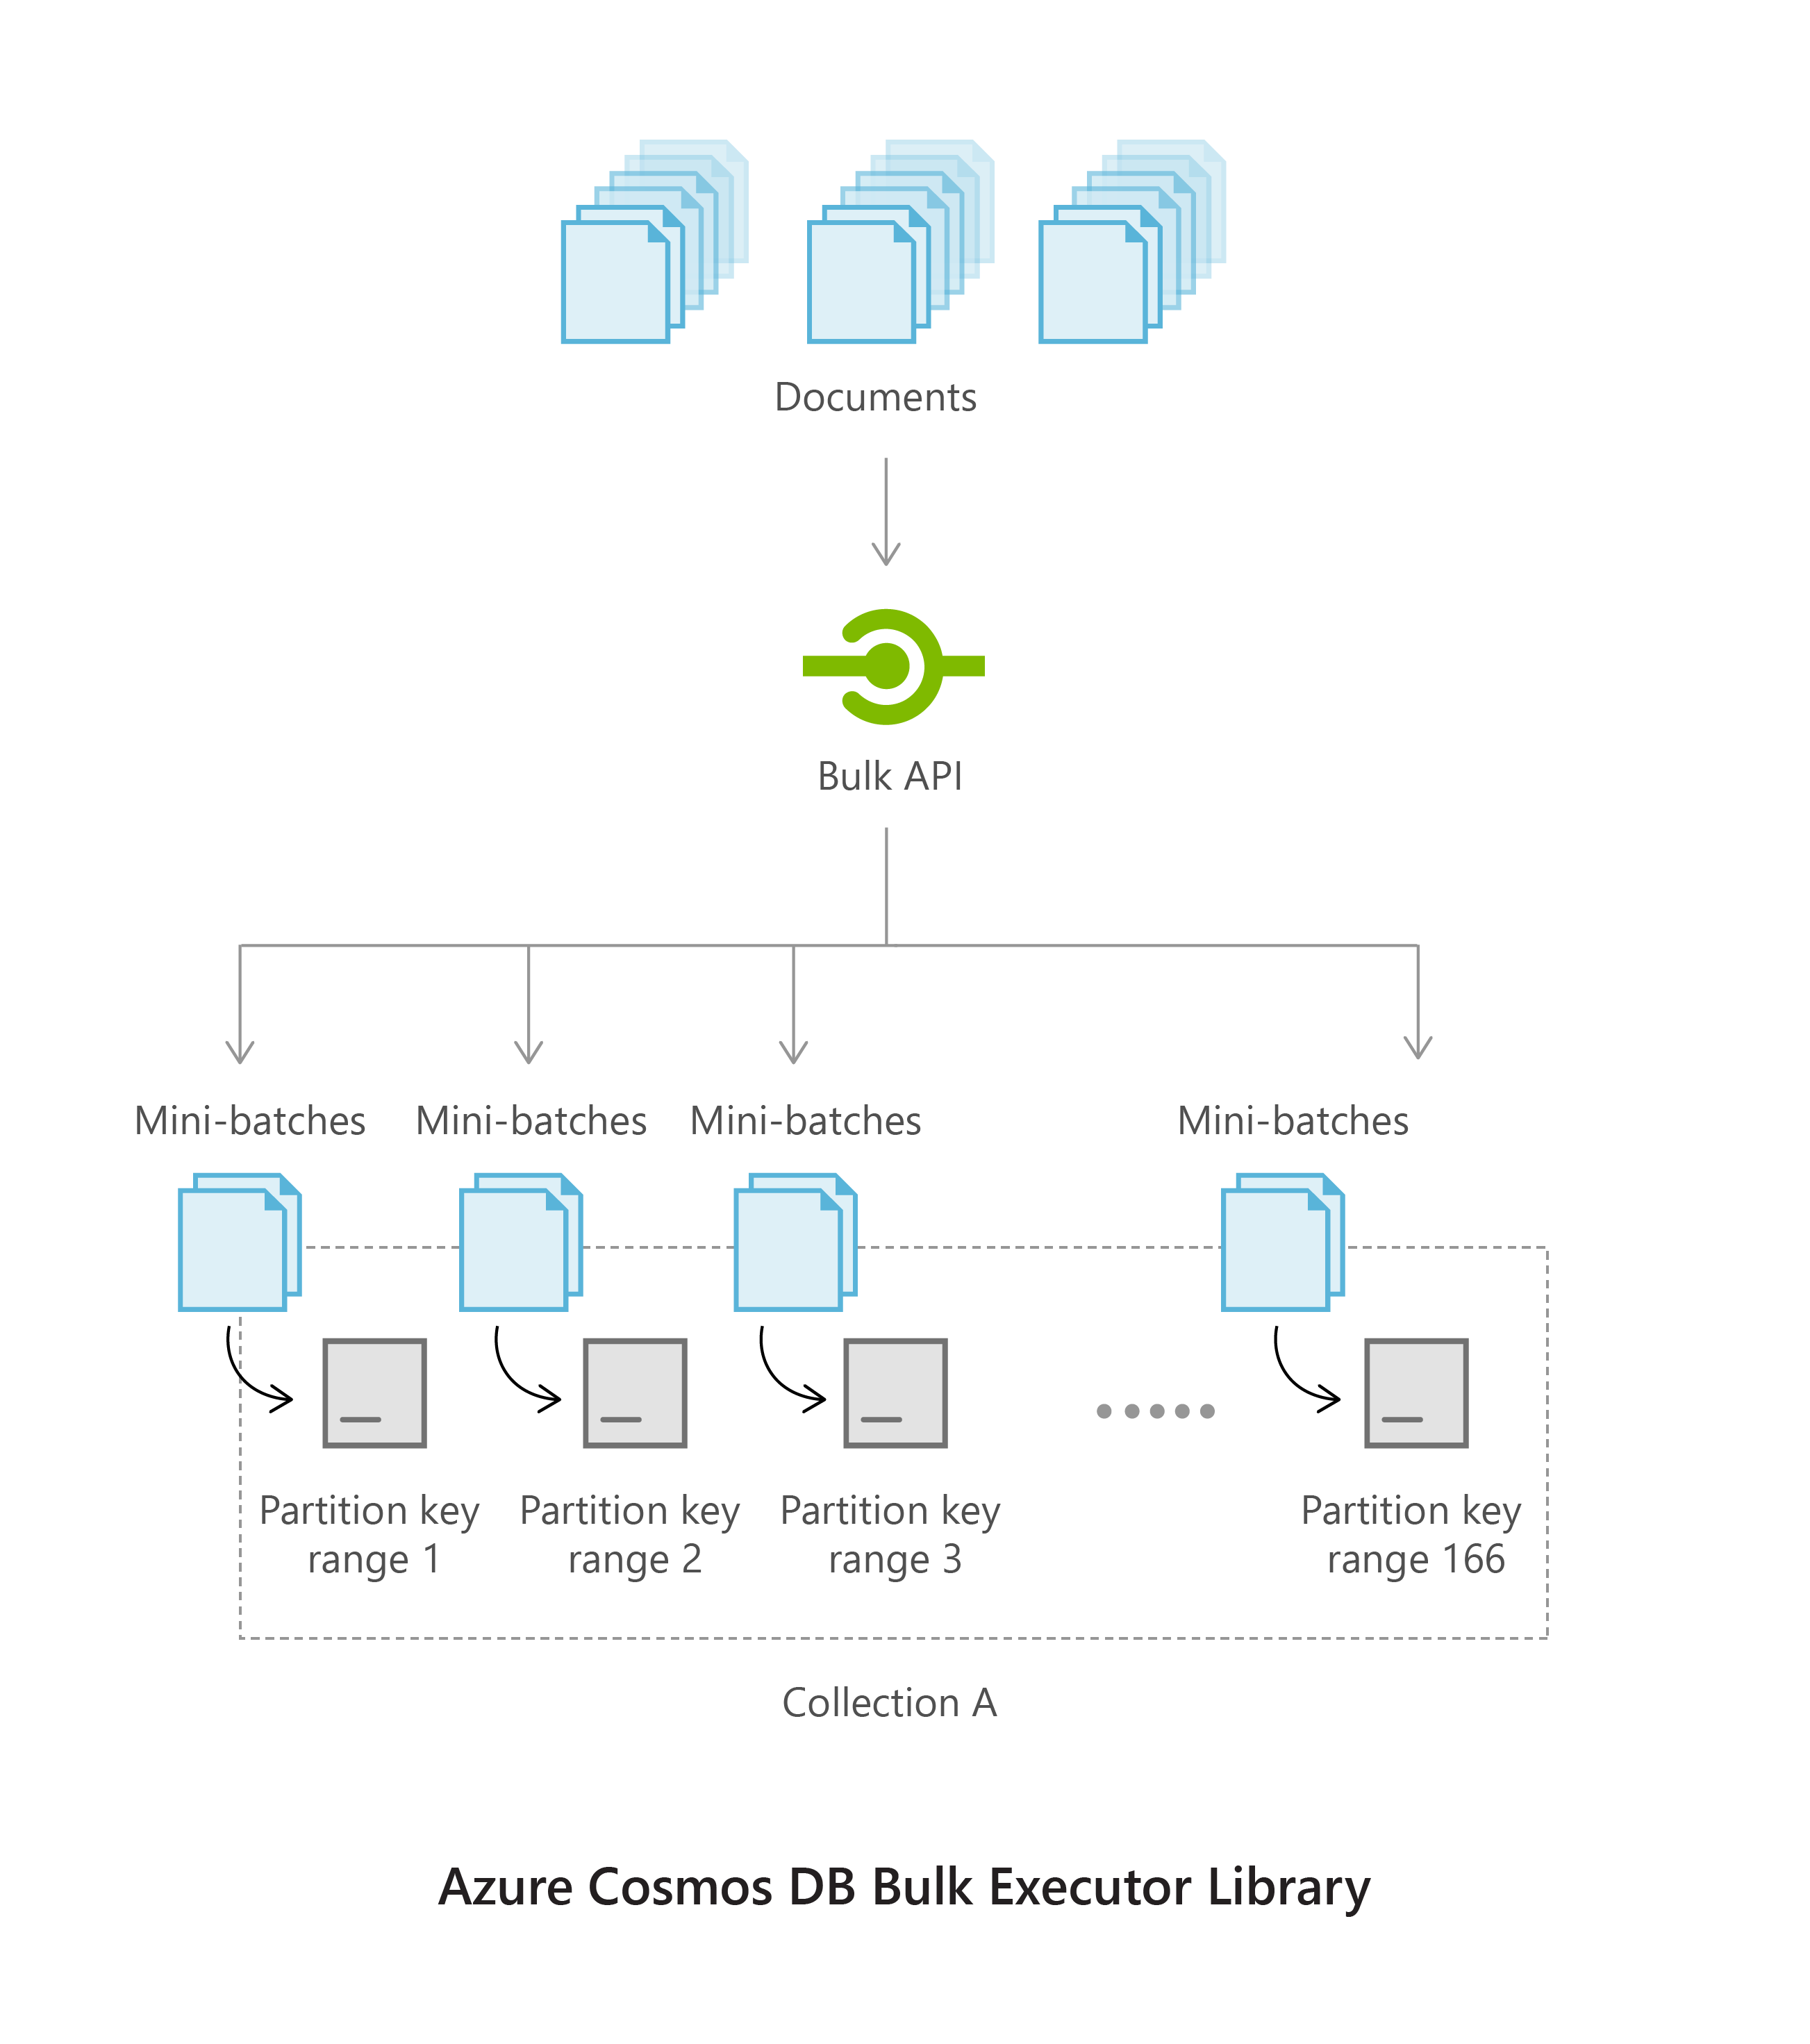 Documents
Bulk API
Mini-batches
Mini-batches
Mini-batches
Mini-batches
Partition key
range 1
Partition key
range 2
Partition key
range 3
Partition key
range 166
Collection A
Azure Cosmos DB Bulk Executor Library